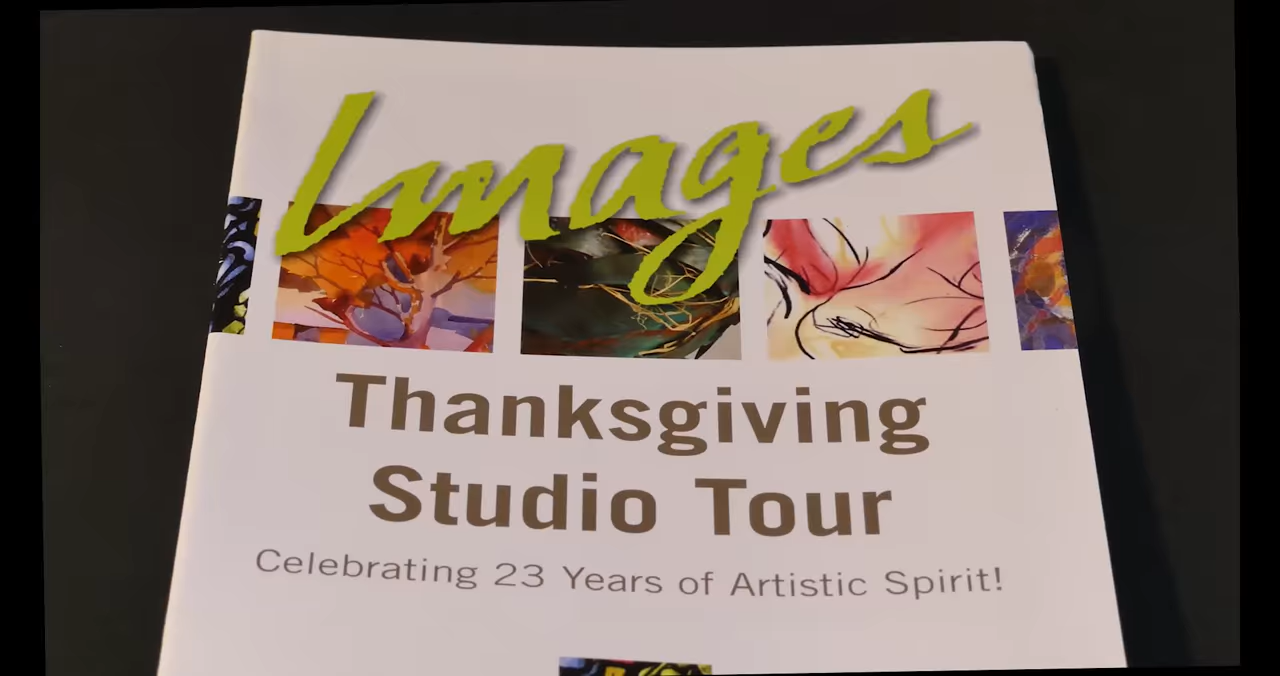 Images
Thanksgiving
Studio Tour
Celebrating 23 Years of Artistic Spirit!